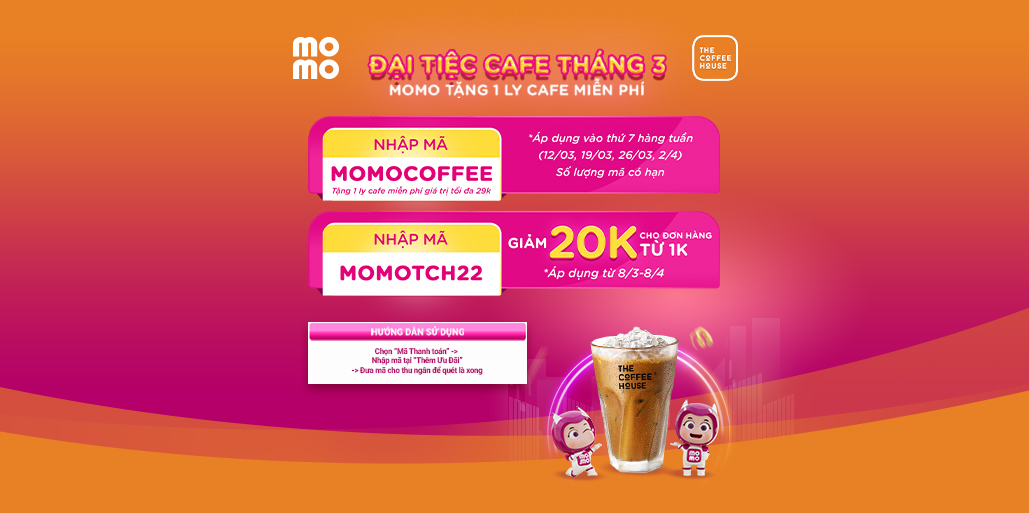 mo
mo
ĐẠI TIỆC CAFE THÁNG 3
MOMO TẶNG 1 LY CAFE MIỄN PHÍ
THE
COFFEE
HOUSE
NHẬP MÃ
MOMOCOFFEE
Tặng 1 ly cafe miễn phí giá trị tối đa 29k
*Áp dụng vào thứ 7 hàng tuần
(12/03, 19/03, 26/03, 2/4)
Số lượng mã có hạn
NHẬP MÃ
MOMOTCH22
GIẢM 20K CHO ĐƠN HÀNG
TỪ 1K
*Áp dụng từ 8/3-8/4
HƯỚNG DẪN SỬ DỤNG
Chọn "Mã Thanh toán" ->
Nhập mã tại "Thêm Ưu Đãi"
-> Đưa mã cho thu ngân để quét là xong
THE
COFFEE
HOUSE
mo
mo
mo
mo